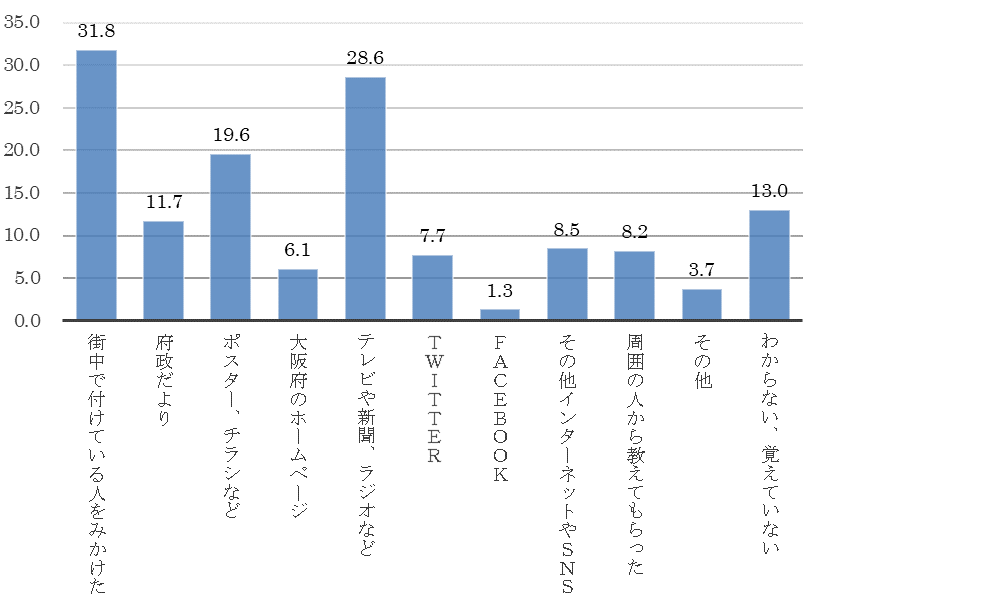 35.0
30.0
25.0
20.0
15.0
10.0
5.0
0.0
31.8
11.7
19.6
6.1
28.6
7.7
1.3
8.5
8.2
3.7
13.0
街中で付けている人をみかけた
府政だより
ポスター、チラシなど
大阪府のホームページ
テレビや新聞、ラジオなど
TWITTER
FACEBOOK
その他インターネットやSNS
周囲の人から教えてもらった
その他
わからない、覚えていない